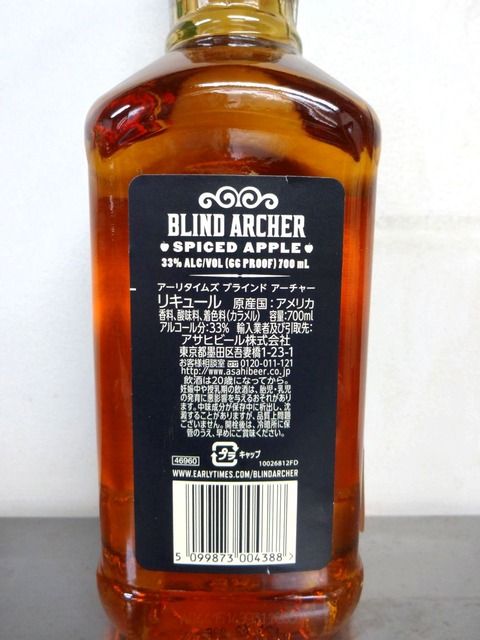 BLIND ARCHER
SPICED APPLE
33% ALC/VOL (66 PROOF) 700 mL
アーリタイムズ ブラインド アーチャー
リキュール 原産国：アメリカ
香料、酸味料、着色料(カラメル) 容量:700ml
アルコール分:33% 輸入業者及び引取先:
アサヒビール株式会社
東京都墨田区吾妻橋1-23-1
お客様相談室 0120-011-121
http://www.asahibeer.co.jp
飲酒は20歳になってから。
妊娠中や授乳期の飲酒は、胎児・乳児
の発育に悪影響を与えるおそれがあり
ます。中味成分が保存中に析出し、沈
澱することがありますが、品質上問題
ございません。開栓後は、冷暗所に保
管のうえ、早めにご賞味ください。
46960
タラ キャップ
10026812FD
WWW.EARLYTIMES.COM/BLINDARCHER
5 099873 004388 >